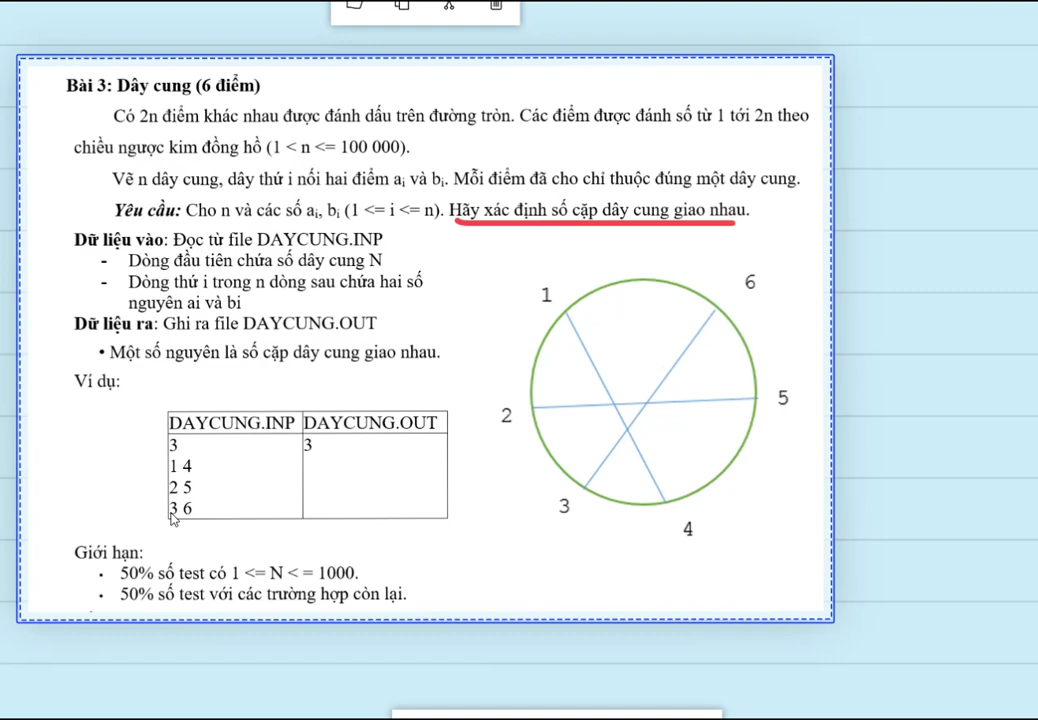 Bài 3: Dây cung (6 điểm)
Có 2n điểm khác nhau được đánh dấu trên đường tròn. Các điểm được đánh số từ 1 tới 2n theo
chiều ngược kim đồng hồ (1 < n <= 100 000).
Vẽ n dây cung, dây thứ i nối hai điểm aᵢ và bᵢ. Mỗi điểm đã cho chỉ thuộc đúng một dây cung.
Yêu cầu: Cho n và các số aᵢ, bᵢ (1 <= i <= n). Hãy xác định số cặp dây cung giao nhau.
Dữ liệu vào: Đọc từ file DAYCUNG.INP
- Dòng đầu tiên chứa số dây cung N
- Dòng thứ i trong n dòng sau chứa hai số
nguyên ai và bi
Dữ liệu ra: Ghi ra file DAYCUNG.OUT
• Một số nguyên là số cặp dây cung giao nhau.
Ví dụ:
DAYCUNG.INP DAYCUNG.OUT
3 3
1 4
2 5
3 6
1
6
2
5
3
4
Giới hạn:
· 50% số test có 1 <= N < = 1000.
· 50% số test với các trường hợp còn lại.